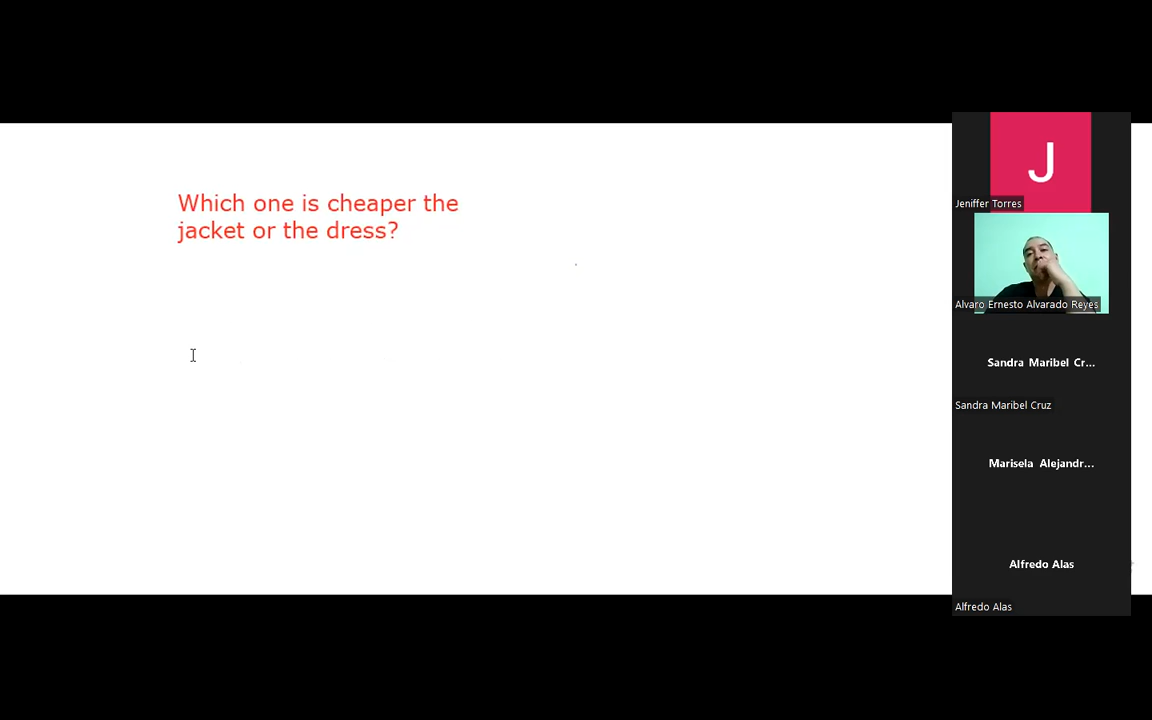 Which one is cheaper the
jacket or the dress?
J
Jeniffer Torres
Alvaro Ernesto Alvarado Reyes
Sandra Maribel Cr...
Sandra Maribel Cruz
Marisela Alejandr...
Alfredo Alas
Alfredo Alas